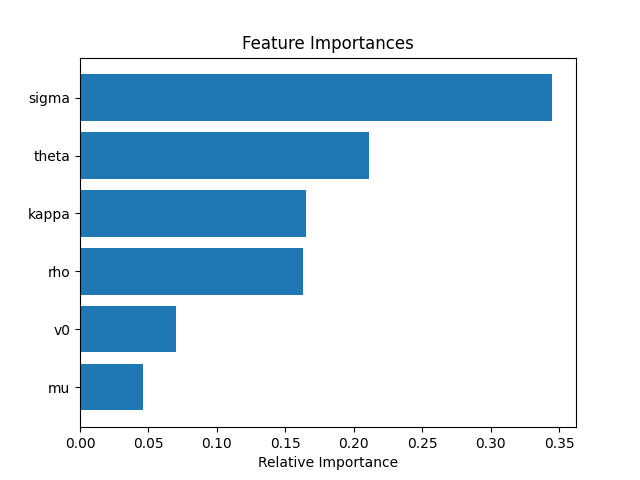 Feature Importances
sigma
theta
kappa
rho
v0
mu
0.00 0.05 0.10 0.15 0.20 0.25 0.30 0.35
Relative Importance